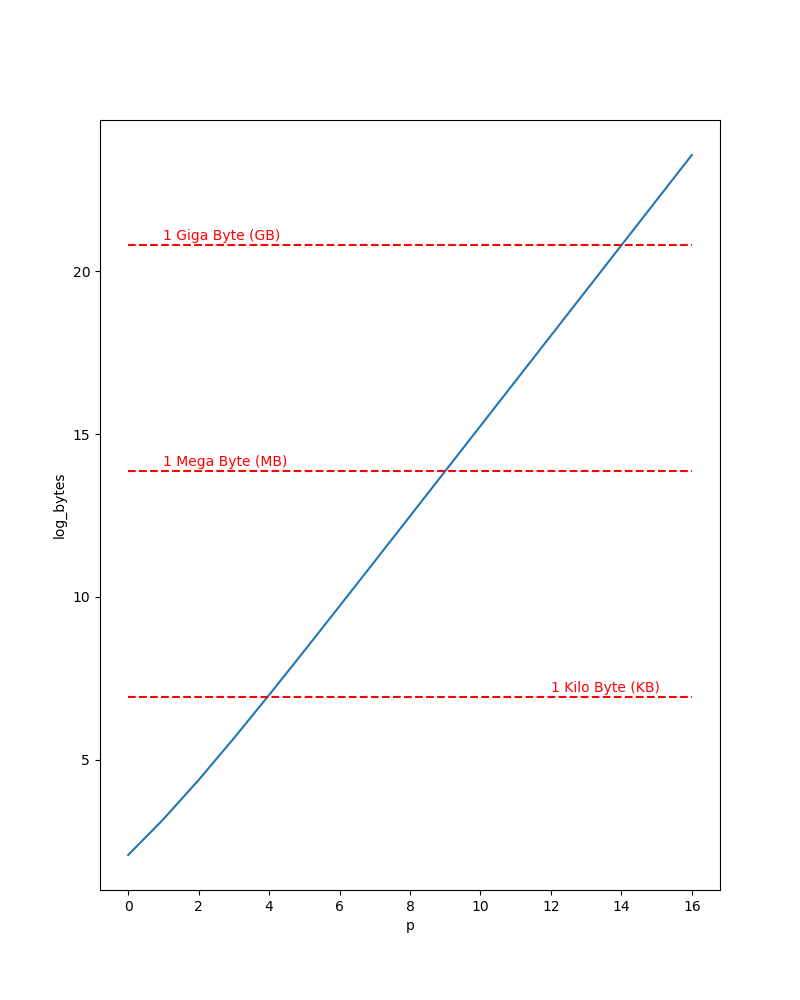 1 Giga Byte (GB)
20
15
1 Mega Byte (MB)
log_bytes
10
1 Kilo Byte (KB)
5
0 2 4 6 8 10 12 14 16
p